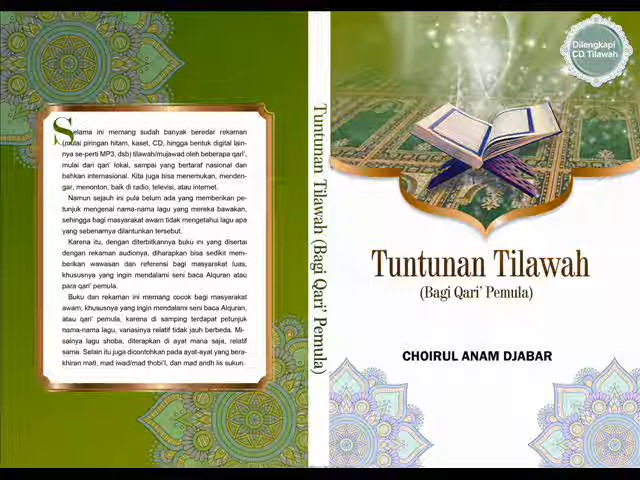 Selama ini memang sudah banyak beredar rekaman
(mulai piringan hitam, kaset, CD, hingga bentuk digital lain-
nya se-perti MP3, dsb) tilawah/mujawad oleh beberapa qari',
mulai dari qari' lokal, sampai yang bertaraf nasional dan
bahkan internasional. Kita juga bisa menemukan, menden-
gar, menonton, baik di radio, televisi, atau internet.
Namun sejauh ini pula belum ada yang memberikan pe-
tunjuk mengenai nama-nama lagu yang mereka bawakan,
sehingga bagi masyarakat awam tidak mengetahui lagu apa
yang sebenarnya dilantunkan tersebut.
Karena itu, dengan diterbitkannya buku ini yang disertai
dengan rekaman audionya, diharapkan bisa sedikit mem-
berikan wawasan dan referensi bagi masyarakat luas,
khususnya yang ingin mendalami seni baca Alquran atau
para qari' pemula.
Buku dan rekaman ini memang cocok bagi masyarakat
awam, khususnya yang ingin mendalami seni baca Alquran,
atau qari' pemula, karena di samping terdapat petunjuk
nama-nama lagu, variasinya relatif tidak jauh berbeda. Mi-
salnya lagu shoba, diterapkan di ayat mana saja, relatif
sama. Selain itu juga dicontohkan pada ayat-ayat yang bera-
khiran mati, mad iwad/mad thobi'i, dan mad aridh lis sukun.
Tuntunan Tilawah (Bagi Qari' Pemula)
Dilengkapi
CD Tilawah
Tuntunan Tilawah
(Bagi Qari' Pemula)
CHOIRUL ANAM DJABAR